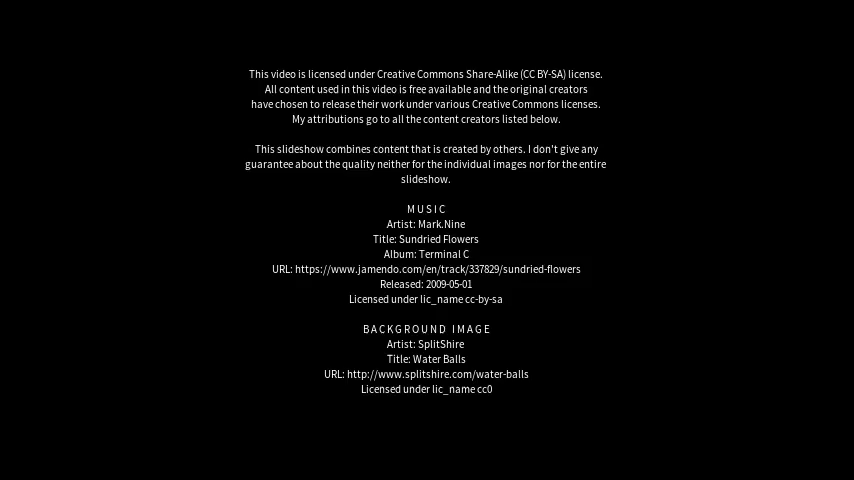 This video is licensed under Creative Commons Share-Alike (CC BY-SA) license.
All content used in this video is free available and the original creators
have chosen to release their work under various Creative Commons licenses.
My attributions go to all the content creators listed below.
This slideshow combines content that is created by others. I don't give any
guarantee about the quality neither for the individual images nor for the entire
slideshow.
MUSIC
Artist: Mark.Nine
Title: Sundried Flowers
Album: Terminal C
URL: https://www.jamendo.com/en/track/337829/sundried-flowers
Released: 2009-05-01
Licensed under lic_name cc-by-sa
BACKGROUND IMAGE
Artist: SplitShire
Title: Water Balls
URL: http://www.splitshire.com/water-balls
Licensed under lic_name cc0